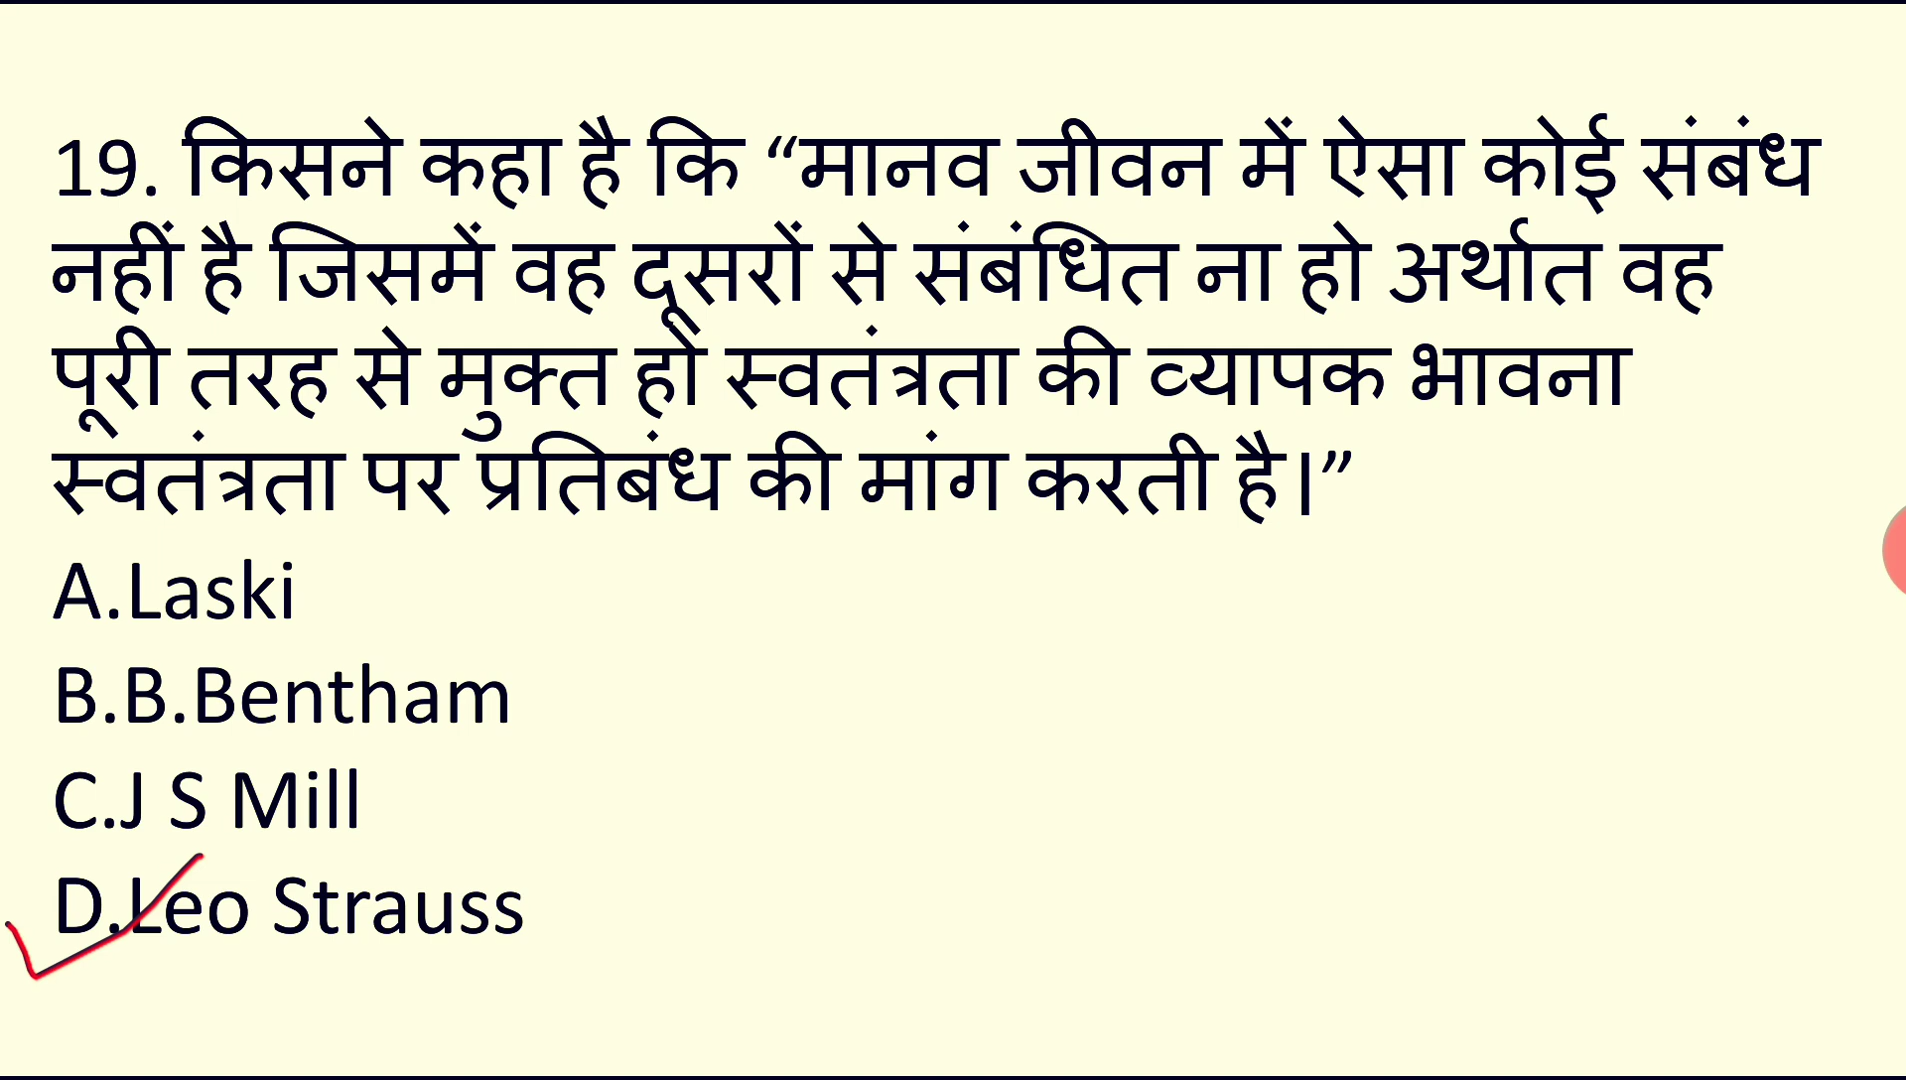 19. किसने कहा है कि “मानव जीवन में ऐसा कोई संबंध
नहीं है जिसमें वह दूसरों से संबंधित ना हो अर्थात वह
पूरी तरह से मुक्त हो स्वतंत्रता की व्यापक भावना
स्वतंत्रता पर प्रतिबंध की मांग करती है।”
A.Laski
B.B.Bentham
C.J S Mill
D.Leo Strauss